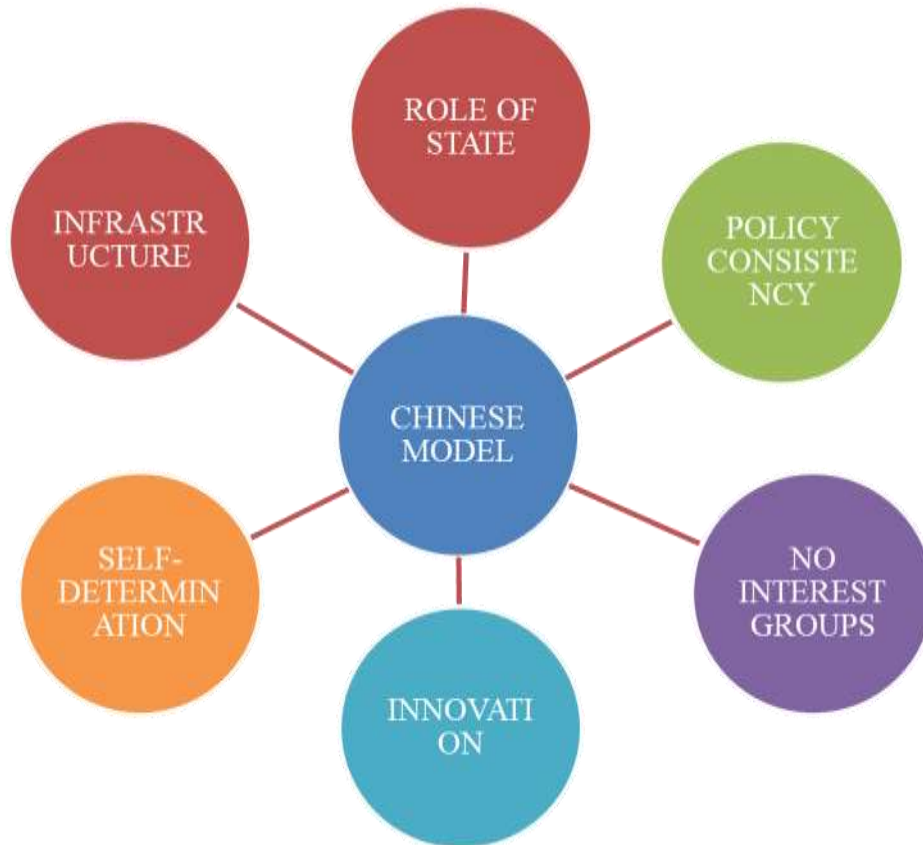 ROLE OF
STATE
POLICY
CONSISTE
NCY
NO
INTEREST
GROUPS
INNOVATI
ON
SELF-
DETERMIN
ATION
INFRASTR
UCTURE
CHINESE
MODEL